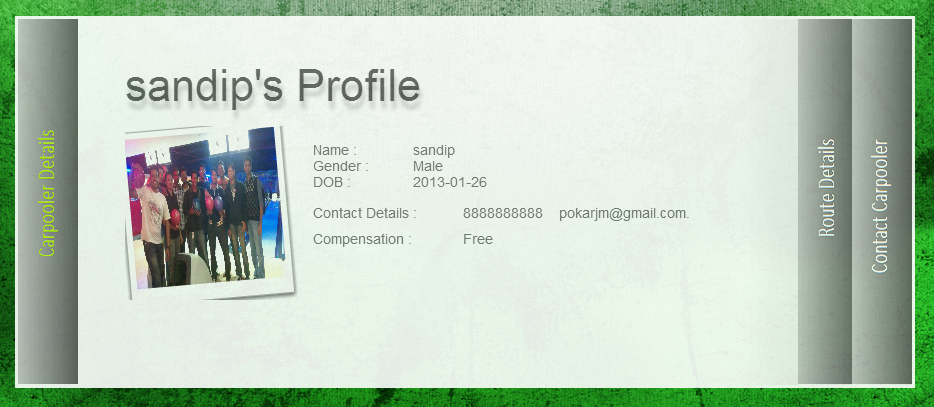 Carpooler Details
sandip's Profile
Name : sandip
Gender : Male
DOB : 2013-01-26
Contact Details : 8888888888 pokarjm@gmail.com.
Compensation : Free
Route Details
Contact Carpooler